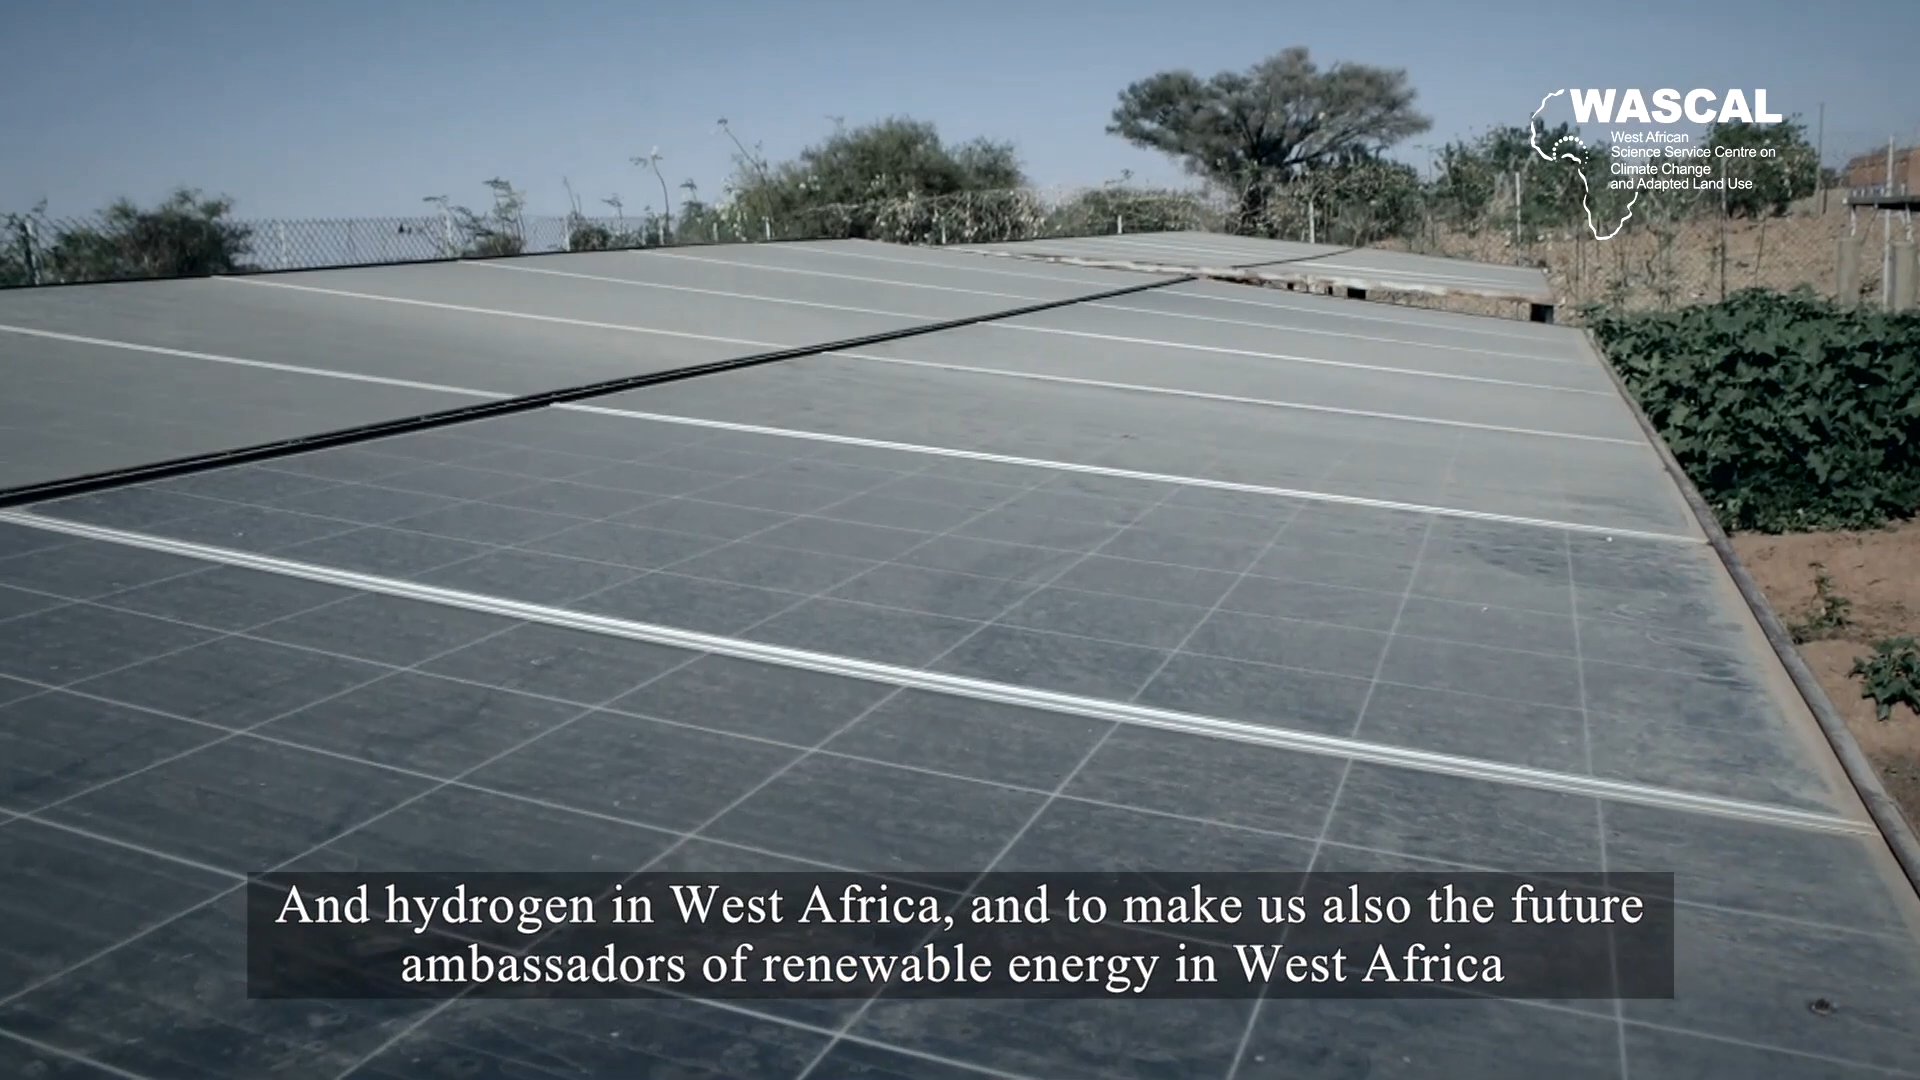 WASCAL
West African
Science Service Centre on
Climate Change
and Adapted Land Use
And hydrogen in West Africa, and to make us also the future
ambassadors of renewable energy in West Africa